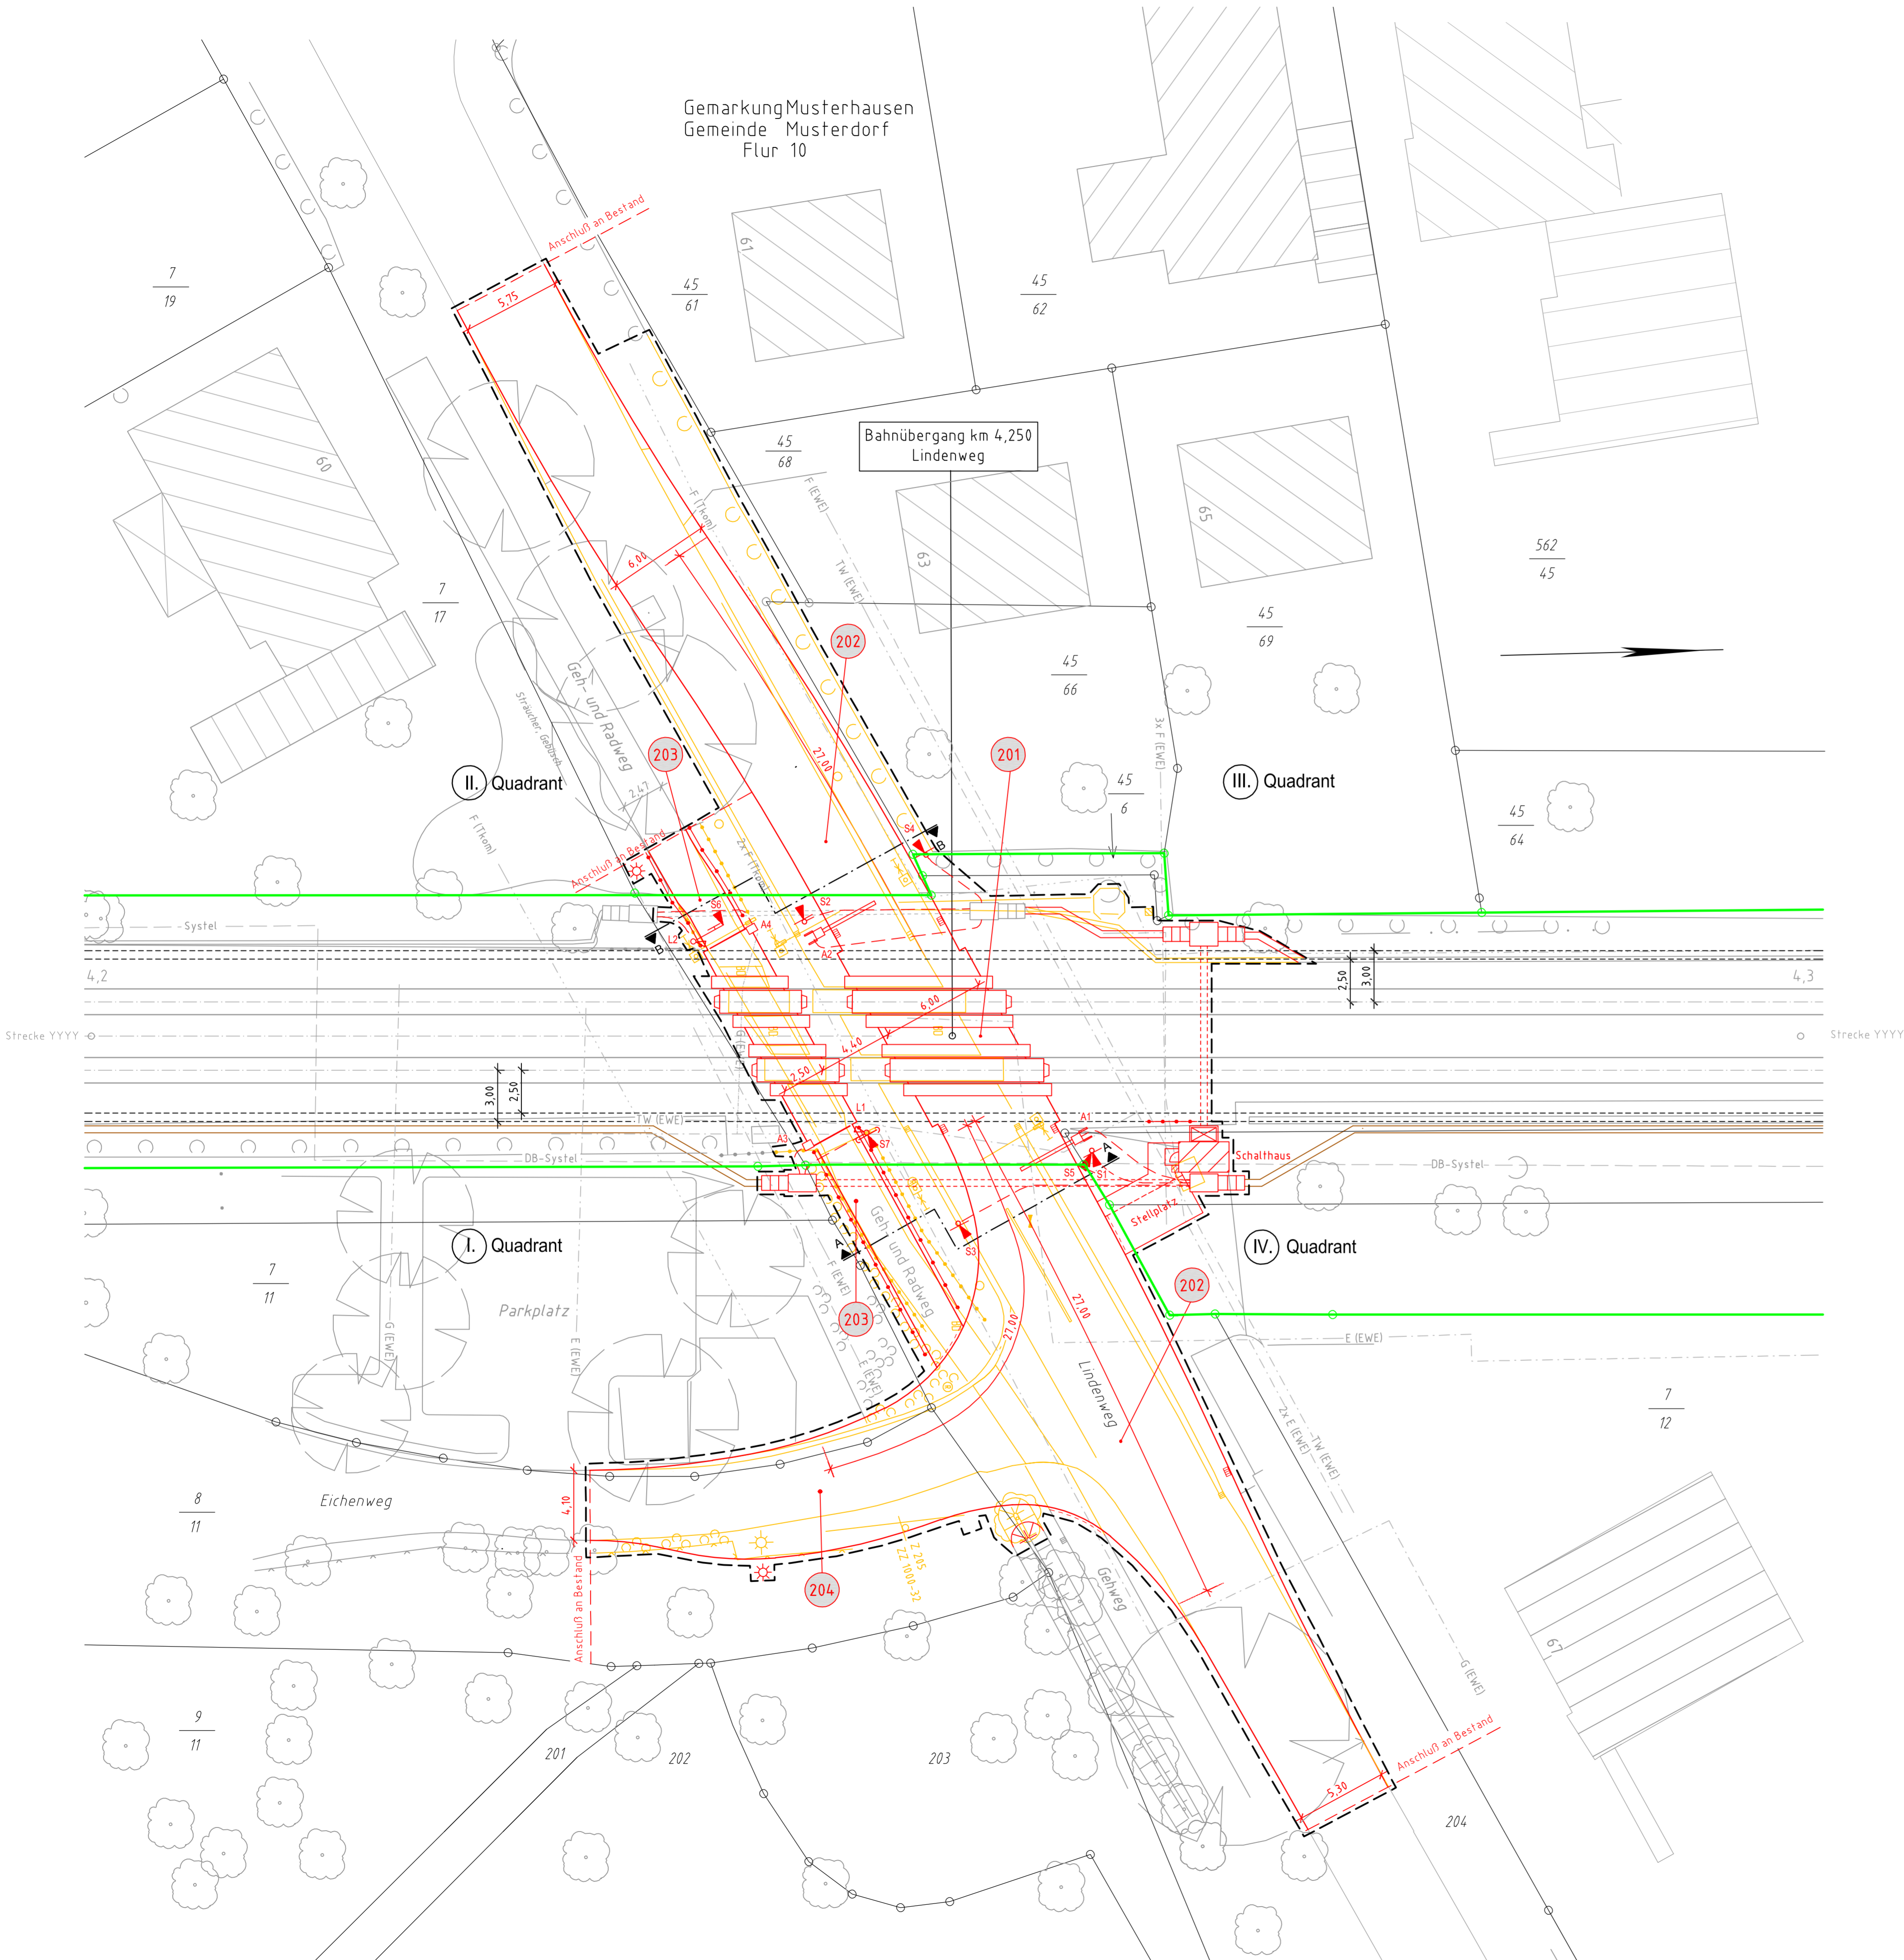 GemarkungMusterhausen
Gemeinde Musterdorf
Flur 10
Anschluß an Bestand
5,75
61
7
19
45
61
45
62
Bahnübergang km 4,250
Lindenweg
45
68
60
F (Tkom)
F (EWE)
65
63
6,00
TW (EWE)
562
45
7
17
45
69
202
45
66
Geh- und Radweg
Sträucher, Gebüsch
3x F (EWE)
27,00
203
201
II. Quadrant
III. Quadrant
2,47
45
6
45
64
F (Tkom)
Anschluß an Bestand
2x F (Tkom)
S4
B
S6
S2
A4
Systel
L2
A2
B
4,2
4,3
2,50
3,00
6,00
Strecke YYYY
Strecke YYYY
G (EWE)
4,40
2,50
3,00
2,50
L1
A1
TW (EWE)
A3
S7
A
Schalthaus
DB-Systel
DB-Systel
S5
S1
Stellplatz
Geh- und Radweg
A
S3
I. Quadrant
IV. Quadrant
F (EWE)
7
11
202
Parkplatz
203
27,00
27,00
G (EWE)
E (EWE)
E (EWE)
E (EWE)
Lindenweg
7
12
2x E (EWE)
TW (EWE)
8
11
Eichenweg
4,10
Z 205
ZZ 1000-32
204
Gehweg
Anschluß an Bestand
67
G (EWE)
9
11
201
202
203
Anschluß an Bestand
5,30
204